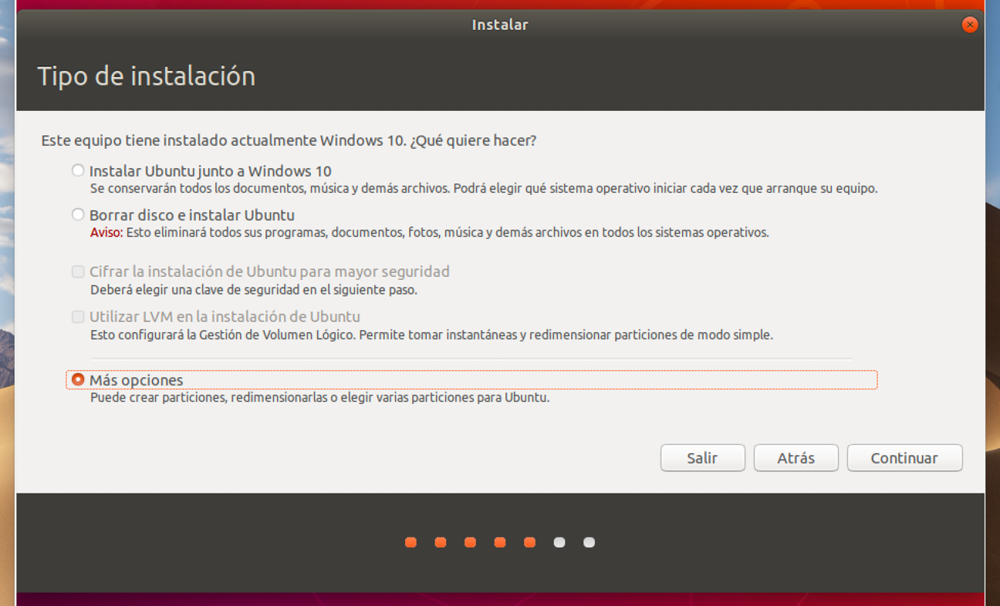 Instalar
Tipo de instalación
Este equipo tiene instalado actualmente Windows 10. ¿Qué quiere hacer?
Instalar Ubuntu junto a Windows 10
Se conservarán todos los documentos, música y demás archivos. Podrá elegir qué sistema operativo iniciar cada vez que arranque su equipo.
Borrar disco e instalar Ubuntu
Aviso: Esto eliminará todos sus programas, documentos, fotos, música y demás archivos en todos los sistemas operativos.
Cifrar la instalación de Ubuntu para mayor seguridad
Deberá elegir una clave de seguridad en el siguiente paso.
Utilizar LVM en la instalación de Ubuntu
Esto configurará la Gestión de Volumen Lógico. Permite tomar instantáneas y redimensionar particiones de modo simple.
Más opciones
Puede crear particiones, redimensionarlas o elegir varias particiones para Ubuntu.
Salir Atrás Continuar